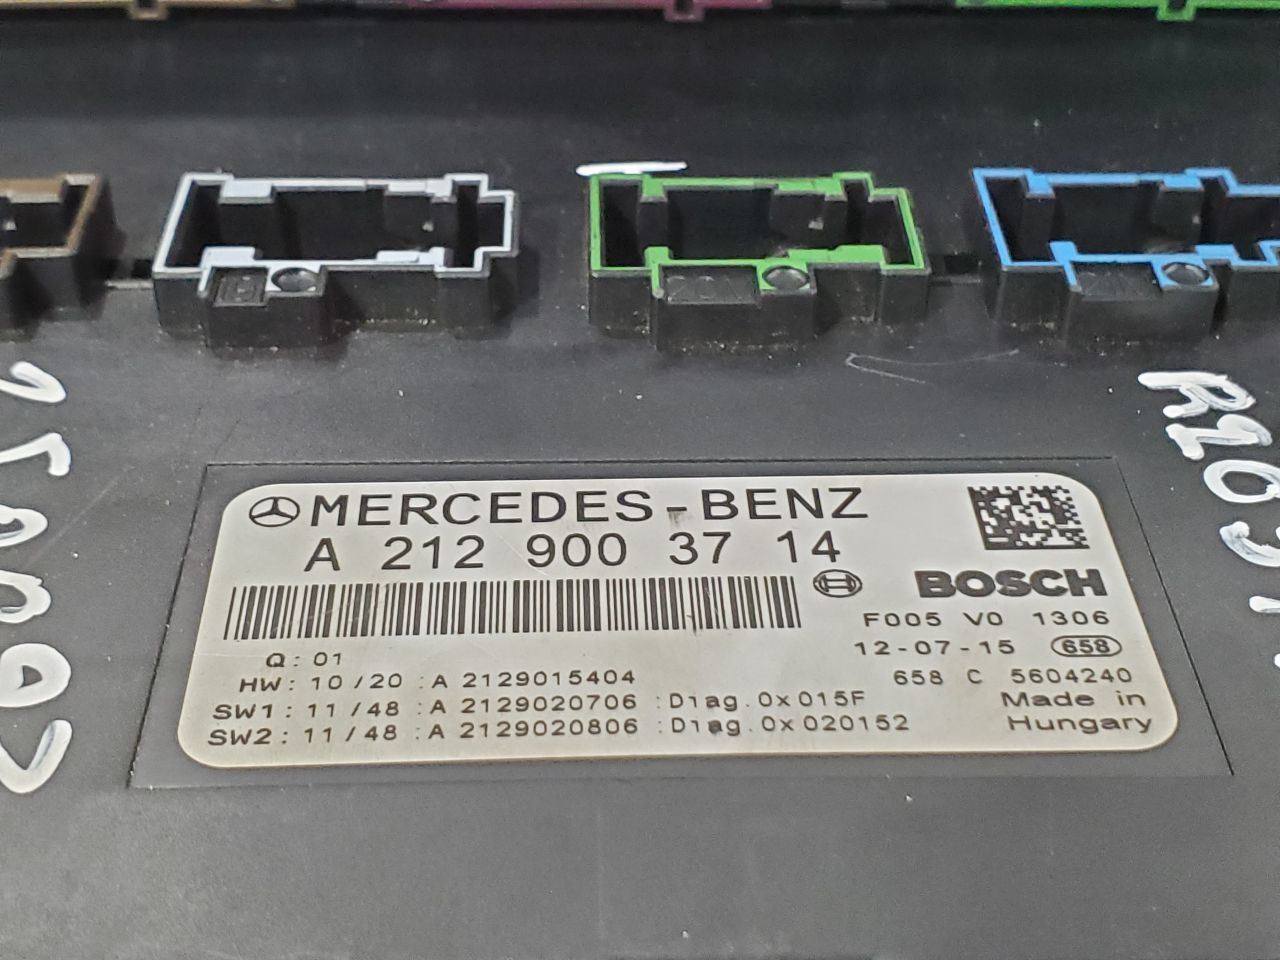 MERCEDES-BENZ
A 212 900 37 14
BOSCH
F005 V0 1306
12-07-15 658
Q: 01
HW: 10/20 :A 2129015404
658 C 5604240
SW1: 11/48 :A 2129020706 :Diag.0x015F
Made in
SW2: 11/48 :A 2129020806 :Diag.0x020152
Hungary